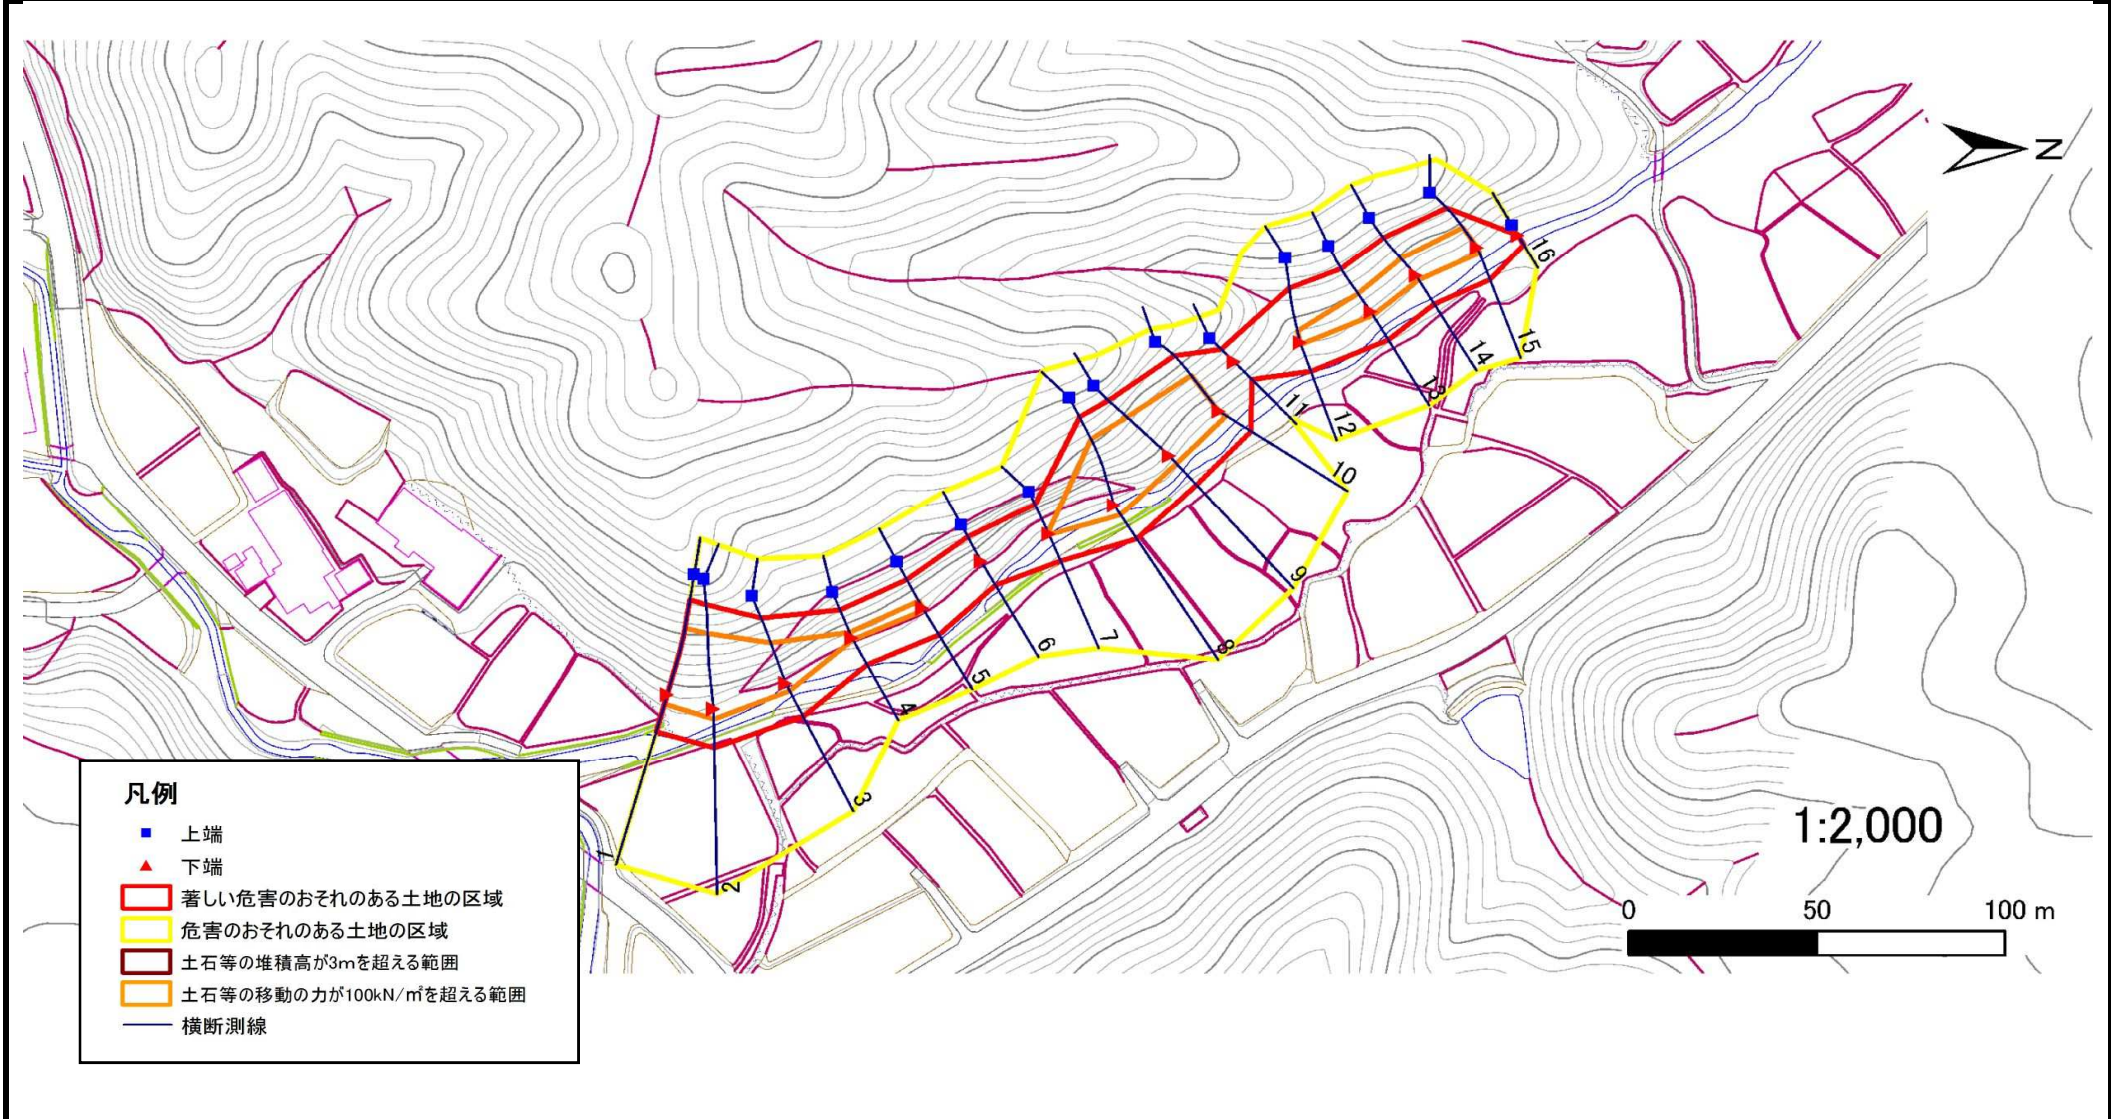 N
16
15
14
13
12
11
10
9
8
7
6
5
4
3
2
1
1:2,000
0 50 100 m
凡例
上端
下端
著しい危害のおそれのある土地の区域
危害のおそれのある土地の区域
土石等の堆積高が3mを超える範囲
土石等の移動の力が100kN/㎡を超える範囲
横断測線